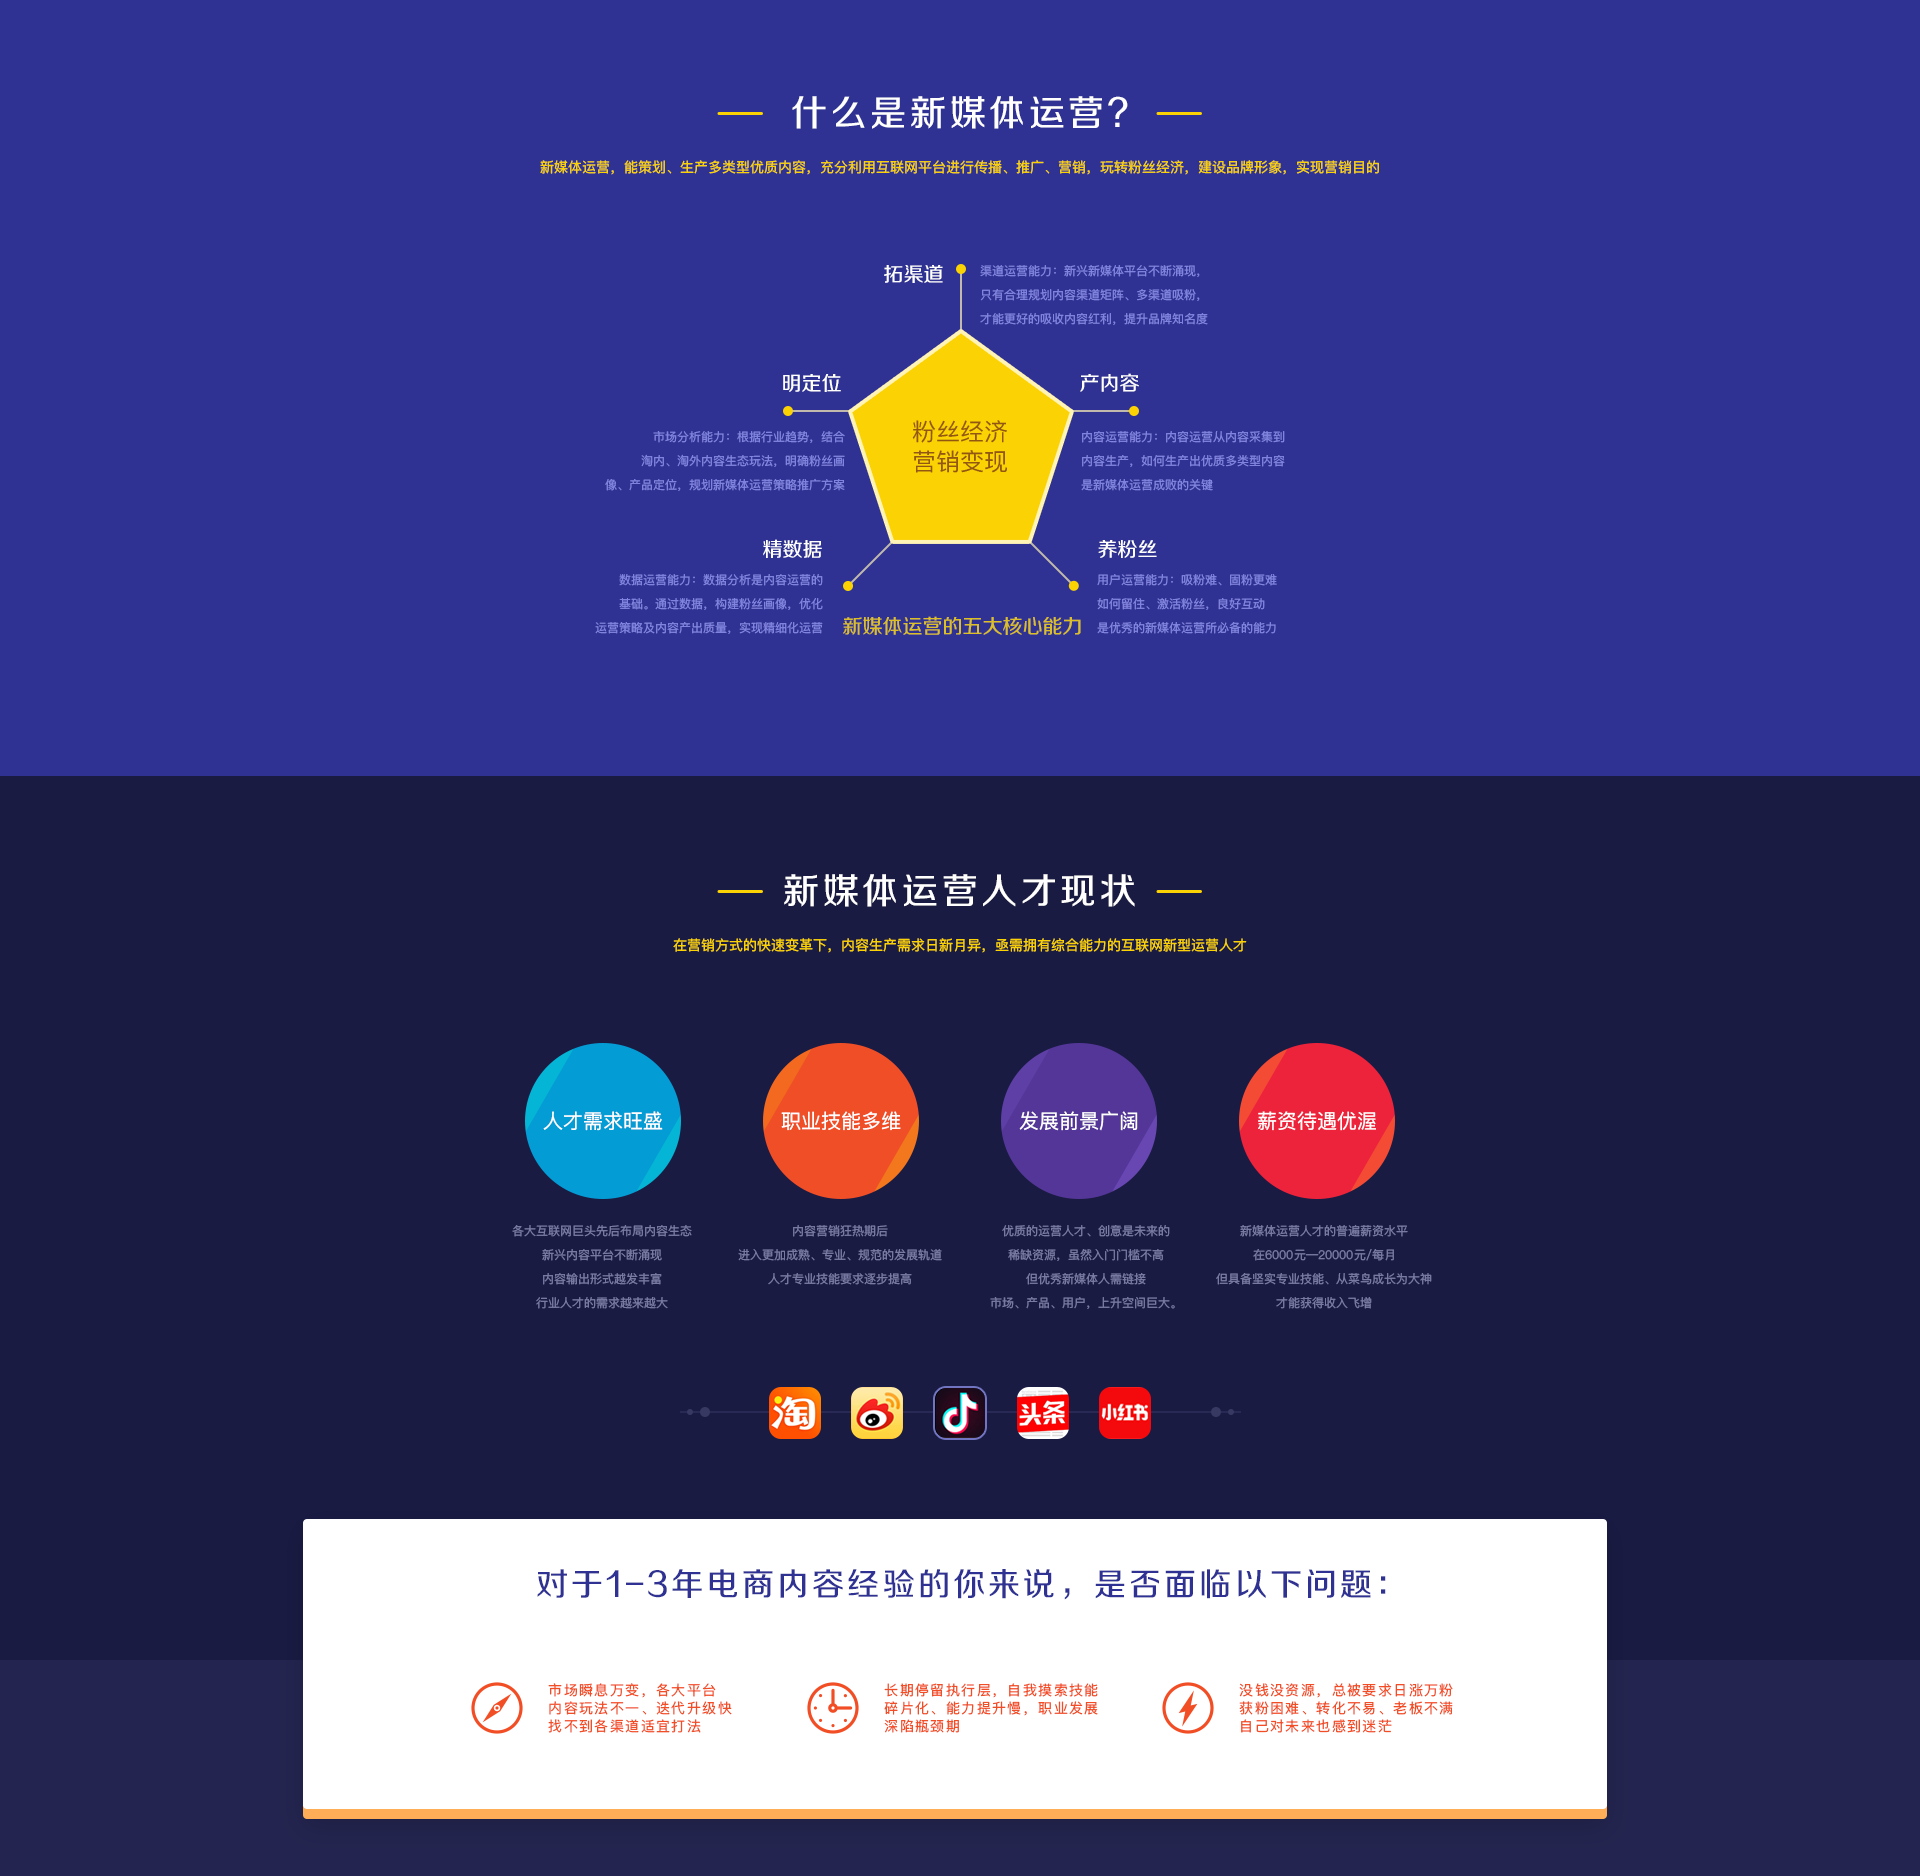 什么是新媒体运营?
新媒体运营，能策划、生产多类型优质内容，充分利用互联网平台进行传播、推广、营销，玩转粉丝经济，建设品牌形象，实现营销目的
拓渠道
渠道运营能力：新兴新媒体平台不断涌现，
只有合理规划内容渠道矩阵、多渠道吸粉，
才能更好的吸收内容红利，提升品牌知名度
明定位
市场分析能力：根据行业趋势，结合
淘内、淘外内容生态玩法，明确粉丝画
像、产品定位，规划新媒体运营策略推广方案
产内容
内容运营能力：内容运营从内容采集到
内容生产，如何生产出优质多类型内容
是新媒体运营成败的关键
粉丝经济
营销变现
精数据
数据运营能力：数据分析是内容运营的
基础。通过数据，构建粉丝画像，优化
运营策略及内容产出质量，实现精细化运营
养粉丝
用户运营能力：吸粉难、固粉更难
如何留住、激活粉丝，良好互动
是优秀的新媒体运营所必备的能力
新媒体运营的五大核心能力
新媒体运营人才现状
在营销方式的快速变革下，内容生产需求日新月异，亟需拥有综合能力的互联网新型运营人才
人才需求旺盛
各大互联网巨头先后布局内容生态
新兴内容平台不断涌现
内容输出形式越发丰富
行业人才的需求越来越大
职业技能多维
内容营销狂热期后
进入更加成熟、专业、规范的发展轨道
人才专业技能要求逐步提高
发展前景广阔
优质的运营人才、创意是未来的
稀缺资源，虽然入门门槛不高
但优秀新媒体人需链接
市场、产品、用户，上升空间巨大。
薪资待遇优渥
新媒体运营人才的普遍薪资水平
在6000元—20000元/每月
但具备坚实专业技能、从菜鸟成长为大神
才能获得收入飞增
淘
头条
小红书
对于1-3年电商内容经验的你来说，是否面临以下问题：
市场瞬息万变，各大平台
内容玩法不一、迭代升级快
找不到各渠道适宜打法
长期停留执行层，自我摸索技能
碎片化、能力提升慢，职业发展
深陷瓶颈期
没钱没资源，总被要求日涨万粉
获粉困难、转化不易、老板不满
自己对未来也感到迷茫